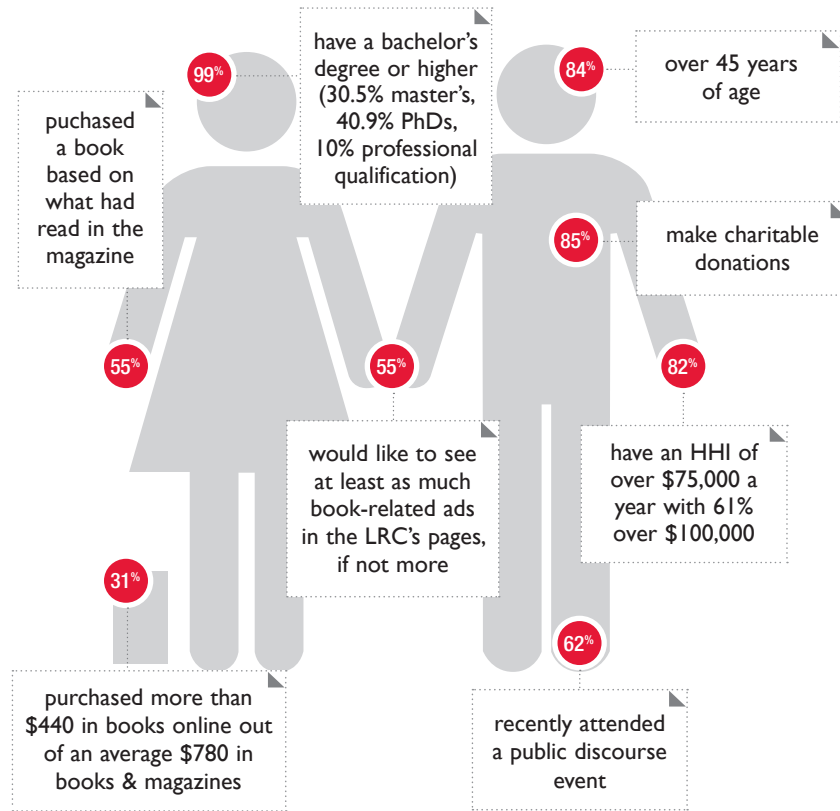 99%
have a bachelor's
degree or higher
(30.5% master's,
40.9% PhDs,
10% professional
qualification)
84%
over 45 years
of age
puchased
a book
based on
what had
read in the
magazine
55%
85%
make charitable
donations
55%
would like to see
at least as much
book-related ads
in the LRC's pages,
if not more
82%
have an HHI of
over $75,000 a
year with 61%
over $100,000
31%
purchased more than
$440 in books online out
of an average $780 in
books & magazines
62%
recently attended
a public discourse
event